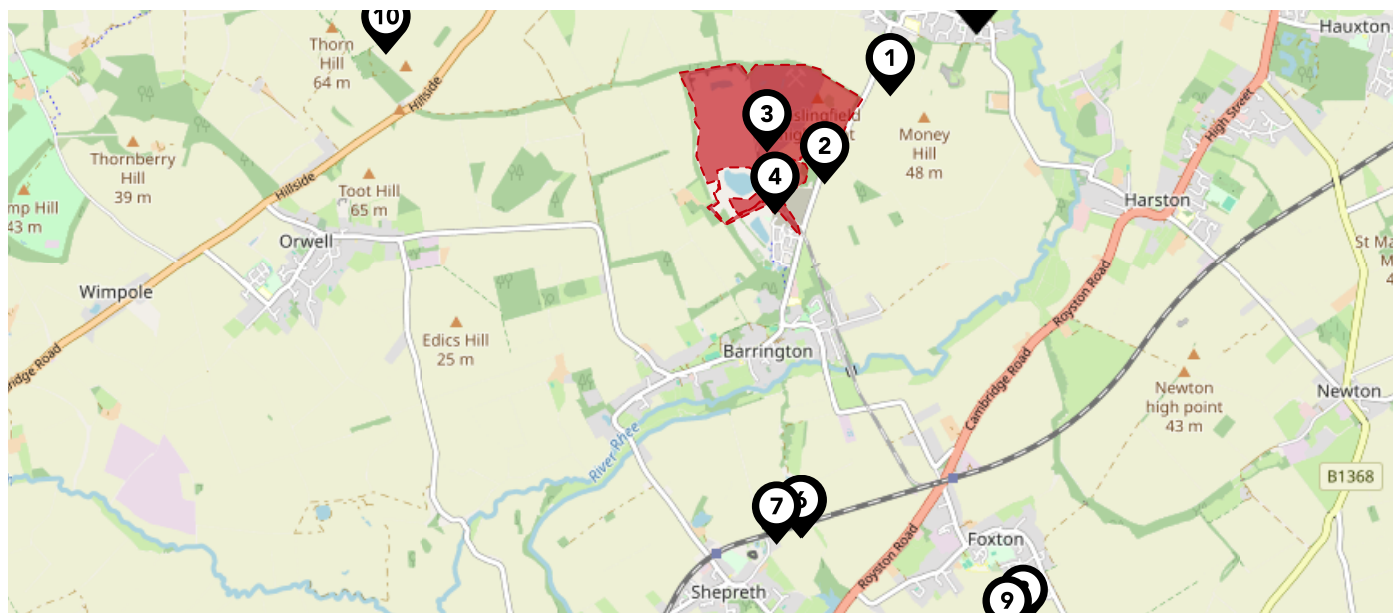 10
Hauxton
Thorn
Hill
64 m
1
Hillside
High Street
3
Money
Hill
48 m
2
Thornberry
Hill
39 m
4
Toot Hill
65 m
Hillside
Hill
43 m
Harston
Orwell
Wimpole
Royston Road
Edics Hill
25 m
Barrington
Cambridge Road
Newton
high point
43 m
Newton
Road
River Rhee
B1368
7
6
Royston Road
Foxton
Shepreth
9